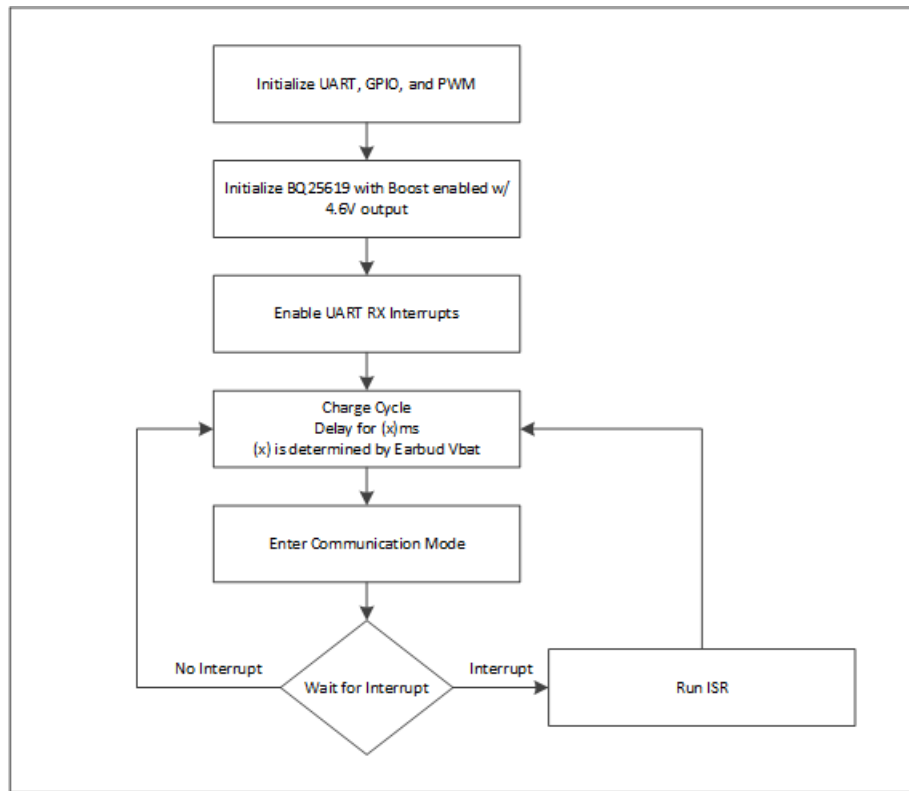 Initialize UART, GPIO, and PWM
Initialize BQ25619 with Boost enabled w/
4.6V output
Enable UART RX Interrupts
Charge Cycle
Delay for (x)ms
(x) is determined by Earbud Vbat
Enter Communication Mode
No Interrupt
Wait for Interrupt
Interrupt
Run ISR